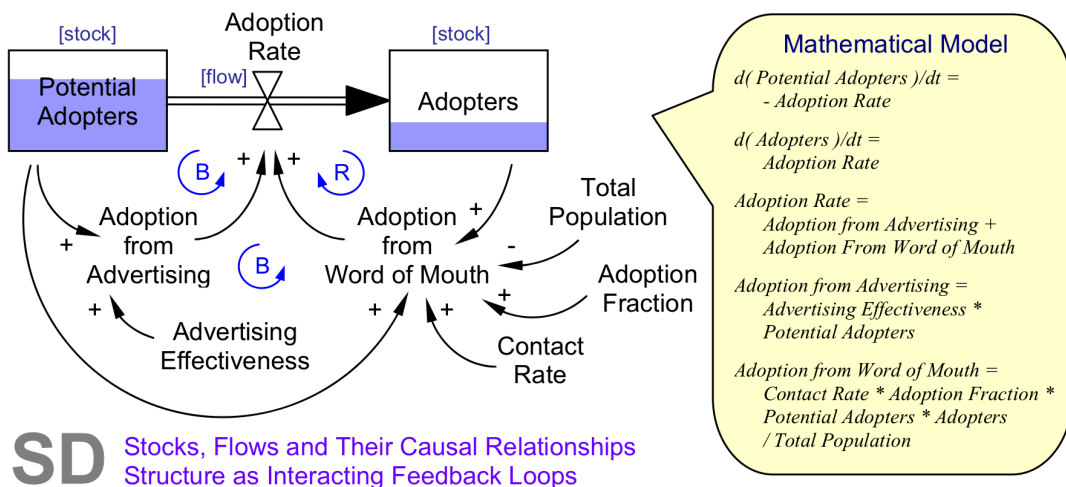 [stock]
Adoption
Rate
[stock]
[flow]
Potential
Adopters
Adopters
B
+
+
R
Adoption
from
Advertising
+
Adoption
from
Word of Mouth
+
Total
Population
-
B
Adoption
Fraction
+
+
Advertising
Effectiveness
+
+
Contact
Rate
SD
Stocks, Flows and Their Causal Relationships
Structure as Interacting Feedback Loops
Mathematical Model
d( Potential Adopters )/dt =
- Adoption Rate
d( Adopters )/dt =
Adoption Rate
Adoption Rate =
Adoption from Advertising +
Adoption From Word of Mouth
Adoption from Advertising =
Advertising Effectiveness *
Potential Adopters
Adoption from Word of Mouth =
Contact Rate * Adoption Fraction *
Potential Adopters * Adopters
/ Total Population